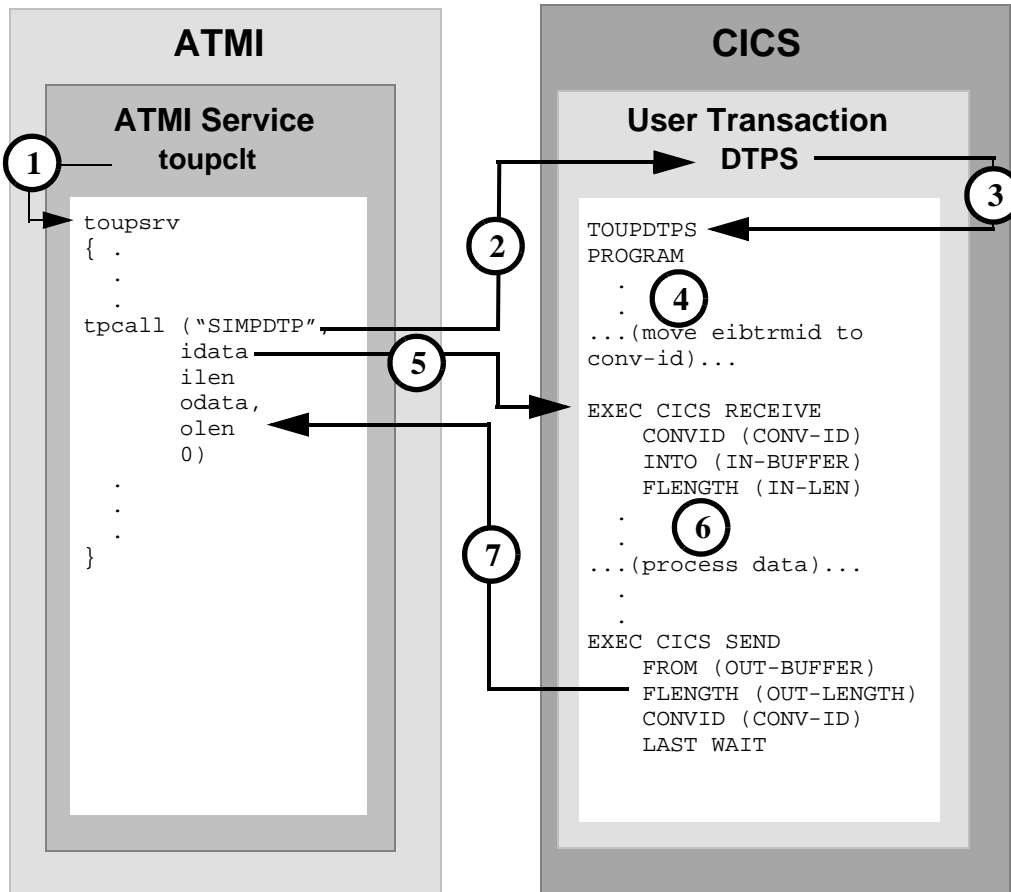 ATMI
ATMI Service
toupclt
1
toupsrv
{ .
.
.
tpcall (“SIMPDTP”,
idata
ilen
odata,
olen
0)
.
.
.
}
2
5
7
CICS
User Transaction
DTPS
3
TOUPDTPS
PROGRAM
.
.
4
...(move eibtrmid to
conv-id)...
EXEC CICS RECEIVE
CONVID (CONV-ID)
INTO (IN-BUFFER)
FLENGTH (IN-LEN)
.
.
6
...(process data)...
.
.
EXEC CICS SEND
FROM (OUT-BUFFER)
FLENGTH (OUT-LENGTH)
CONVID (CONV-ID)
LAST WAIT